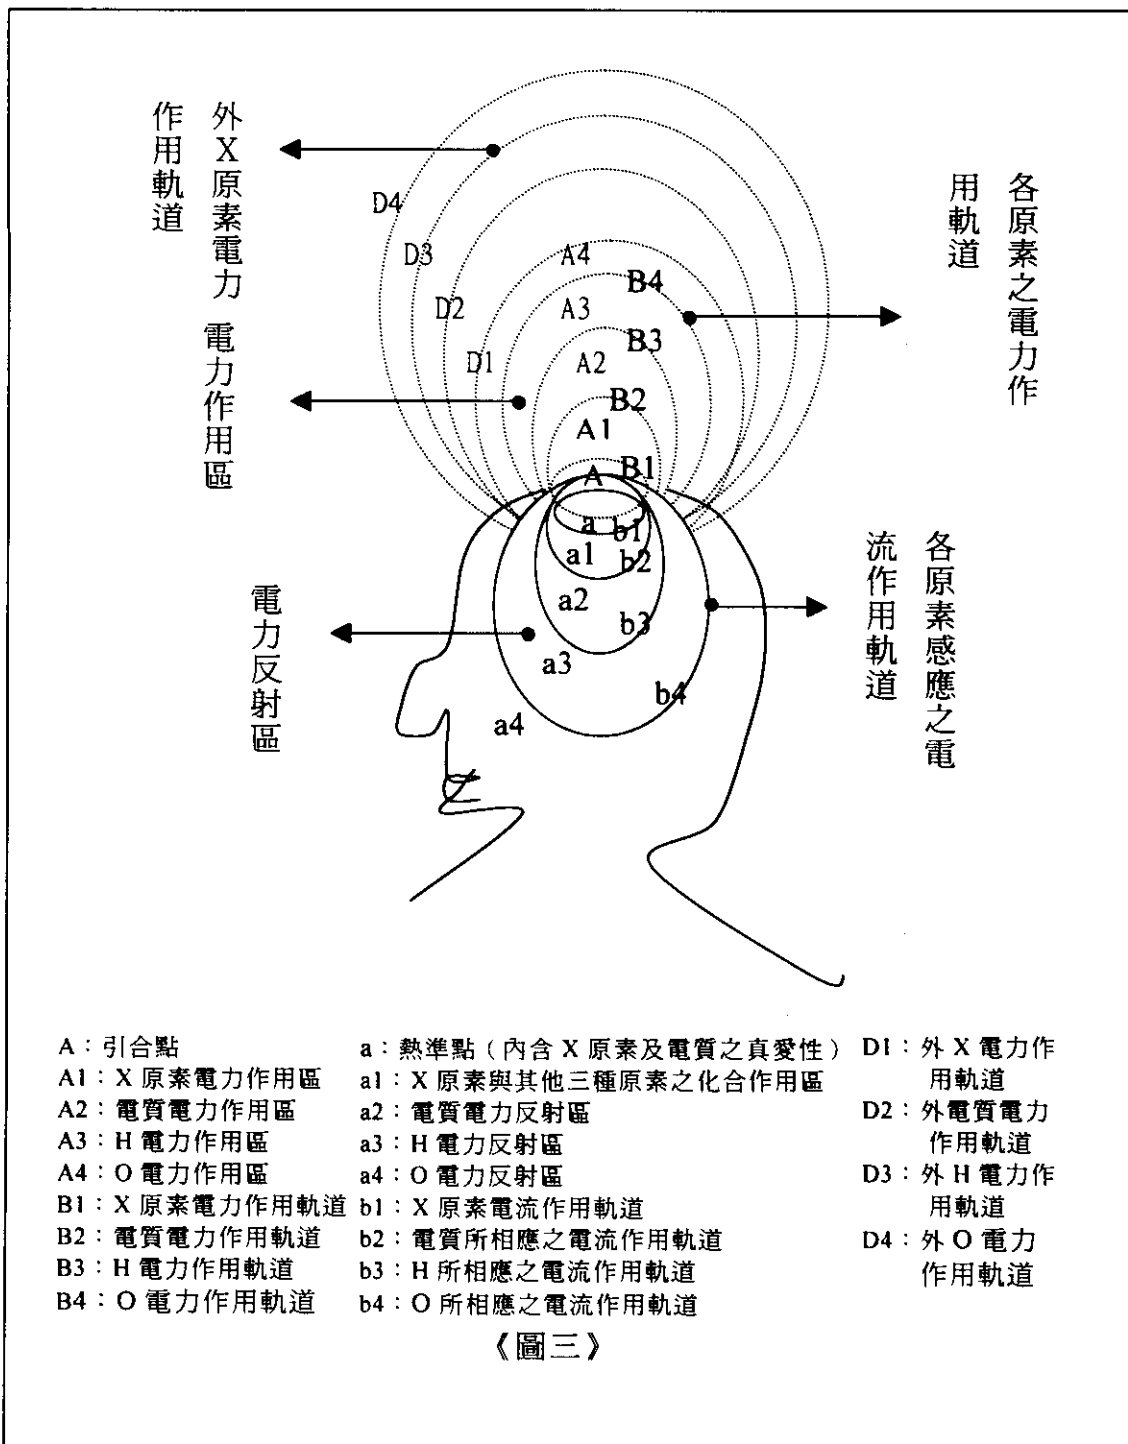 外X原素電力
作用軌道
電力作用區
電力反射區
各原素之電力作
用軌道
各原素感應之電
流作用軌道
D4
D3
D2
D1
A4
A3
A2
A1
A
B4
B3
B2
B1
a
a1
a2
a3
a4
b1
b2
b3
b4
A：引合點
A1：X 原素電力作用區
A2：電質電力作用區
A3：H 電力作用區
A4：O 電力作用區
B1：X 原素電力作用軌道
B2：電質電力作用軌道
B3：H 電力作用軌道
B4：O 電力作用軌道
a：熱準點（內含 X 原素及電質之真愛性）
a1：X 原素與其他三種原素之化合作用區
a2：電質電力反射區
a3：H 電力反射區
a4：O 電力反射區
b1：X 原素電流作用軌道
b2：電質所相應之電流作用軌道
b3：H 所相應之電流作用軌道
b4：O 所相應之電流作用軌道
D1：外 X 電力作
用軌道
D2：外電質電力
作用軌道
D3：外 H 電力作
用軌道
D4：外 O 電力
作用軌道
《圖三》